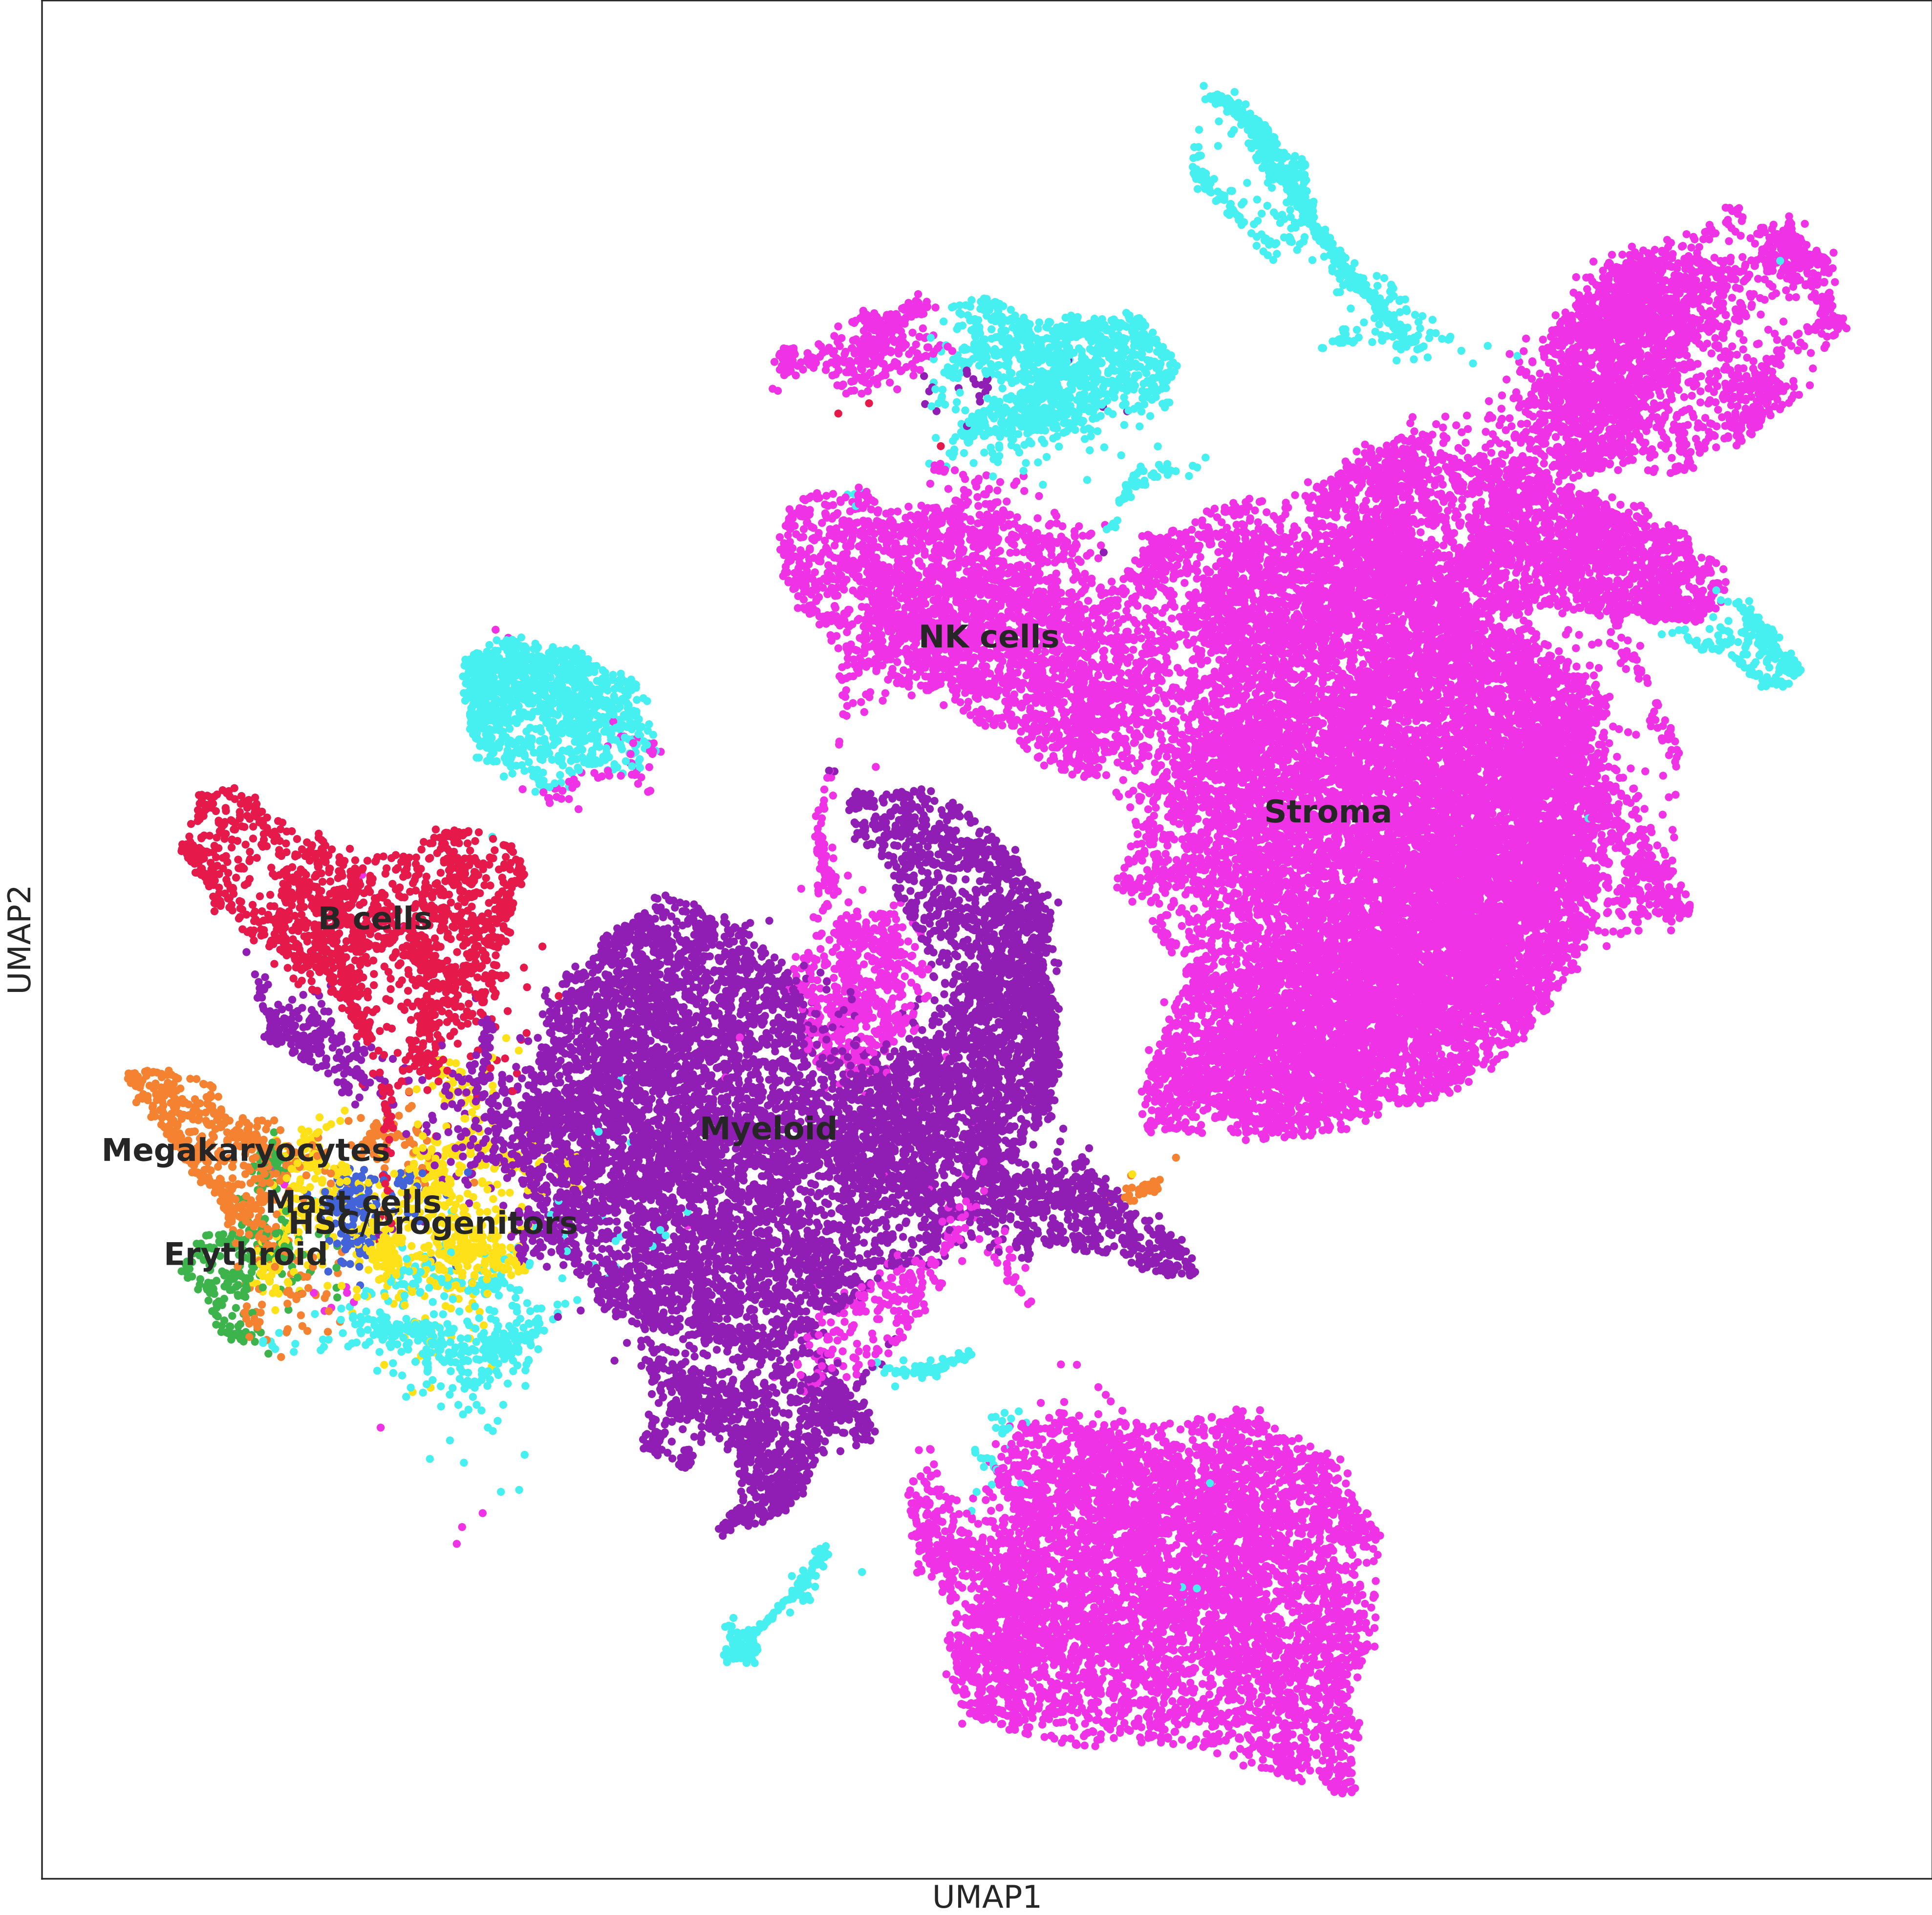 NK cells
Stroma
B cells
Myeloid
Megakaryocytes
Mast cells
HSC/Progenitors
Erythroid
UMAP2
UMAP1